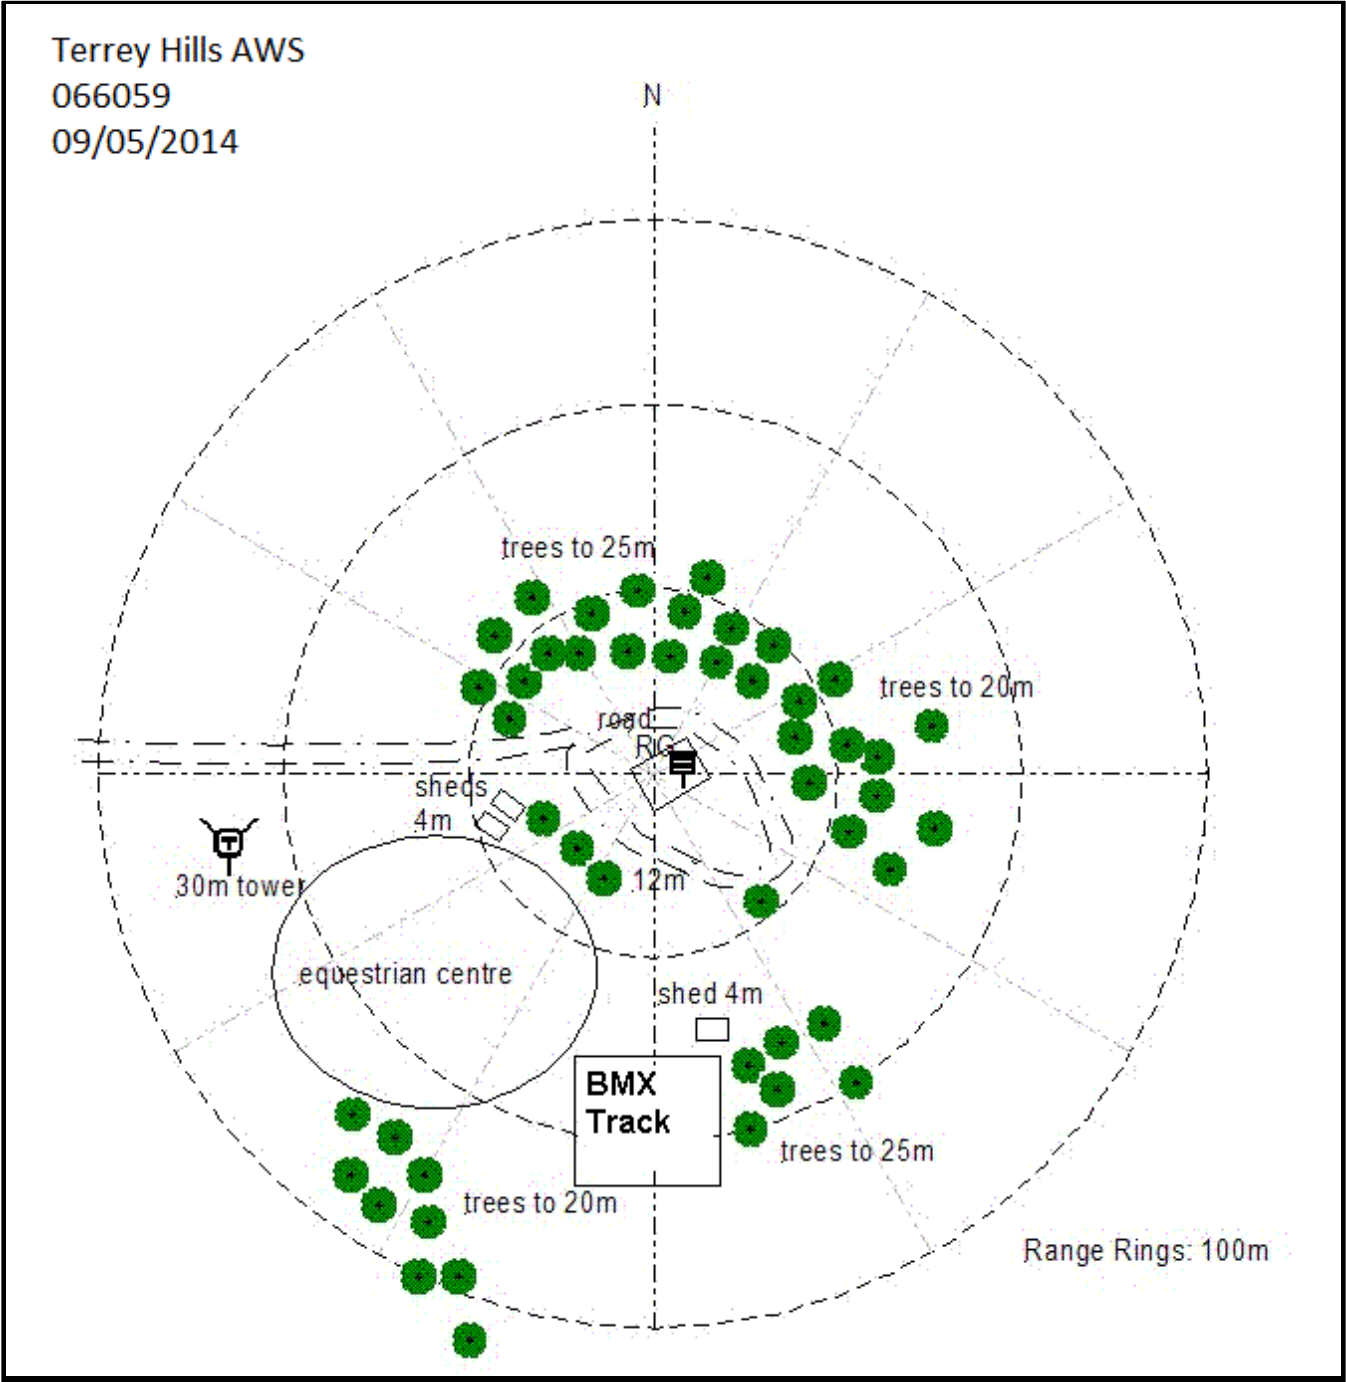 Terrey Hills AWS
066059
09/05/2014
N
trees to 25m
trees to 20m
road
RG
sheds
4m
T
30m tower
12m
equestrian centre
shed 4m
BMX
Track
trees to 25m
trees to 20m
Range Rings: 100m